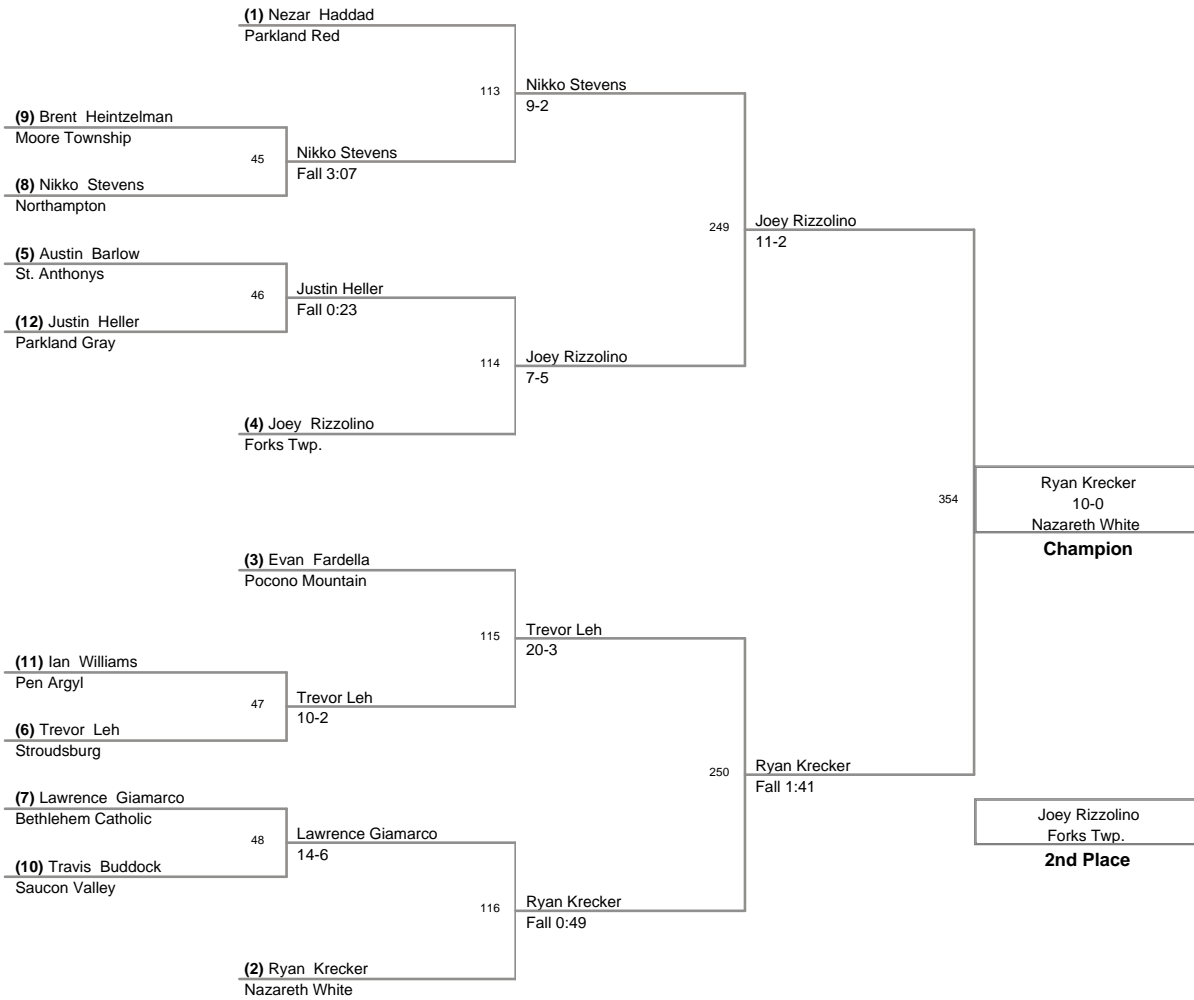 (1) Nezar Haddad
Parkland Red
113
Nikko Stevens
9-2
(9) Brent Heintzelman
Moore Township
45
Nikko Stevens
Fall 3:07
(8) Nikko Stevens
Northampton
249
Joey Rizzolino
11-2
(5) Austin Barlow
St. Anthonys
46
Justin Heller
Fall 0:23
(12) Justin Heller
Parkland Gray
114
Joey Rizzolino
7-5
(4) Joey Rizzolino
Forks Twp.
354
Ryan Krecker
10-0
Nazareth White
Champion
(3) Evan Fardella
Pocono Mountain
115
Trevor Leh
20-3
(11) Ian Williams
Pen Argyl
47
Trevor Leh
10-2
(6) Trevor Leh
Stroudsburg
250
Ryan Krecker
Fall 1:41
(7) Lawrence Giamarco
Bethlehem Catholic
48
Lawrence Giamarco
14-6
(10) Travis Buddock
Saucon Valley
116
Ryan Krecker
Fall 0:49
(2) Ryan Krecker
Nazareth White
Joey Rizzolino
Forks Twp.
2nd Place